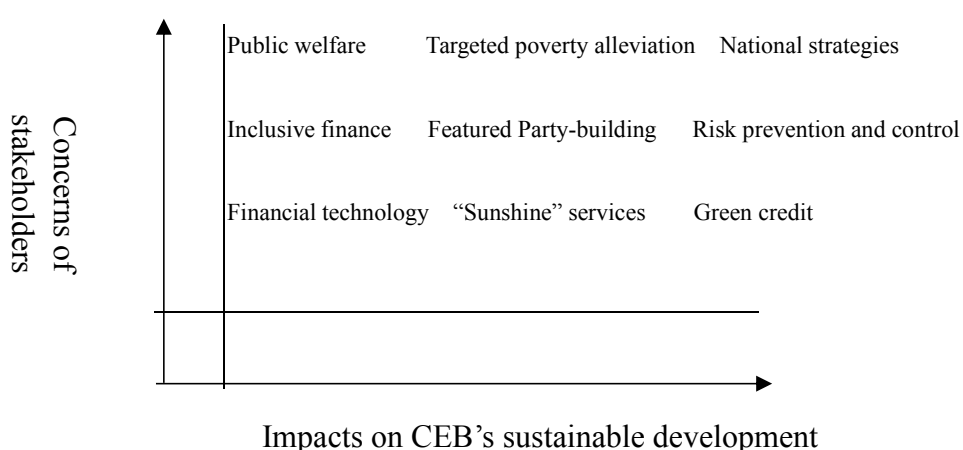 Public welfare Targeted poverty alleviation National strategies
Inclusive finance Featured Party-building Risk prevention and control
Financial technology “Sunshine” services Green credit
Concerns of
stakeholders
Impacts on CEB’s sustainable development